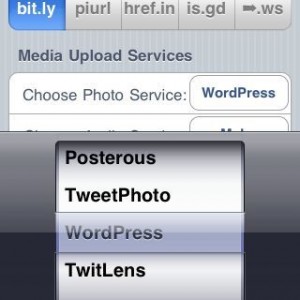 bit.ly piurl href.in is.gd ➡.ws
Media Upload Services
Choose Photo Service: WordPress
Posterous
TweetPhoto
WordPress
TwitLens